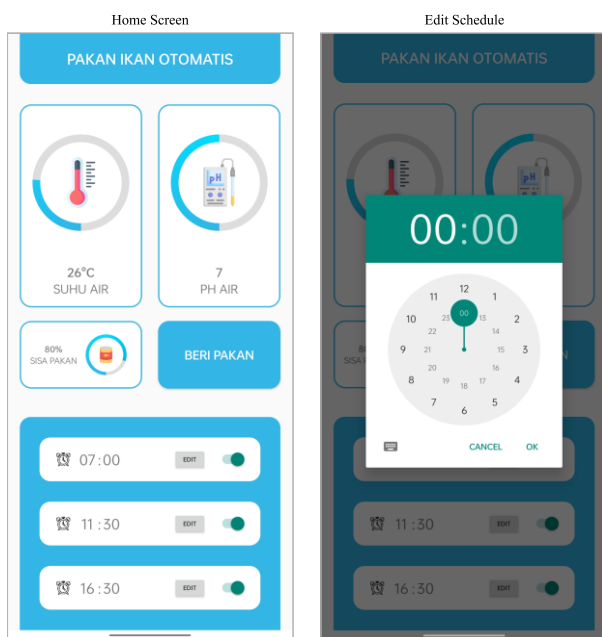 Home Screen
PAKAN IKAN OTOMATIS
pH
26°C
SUHU AIR
pH
7
PH AIR
80%
SISA PAKAN
BERI PAKAN
07:00
EDIT
11:30
EDIT
16:30
EDIT
Edit Schedule
PAKAN IKAN OTOMATIS
00:00
12
11
1
00
23
13
10
2
22
14
9
21
15
3
20
16
8
4
19
17
18
7
5
6
CANCEL
OK
11:30
EDIT
16:30
EDIT